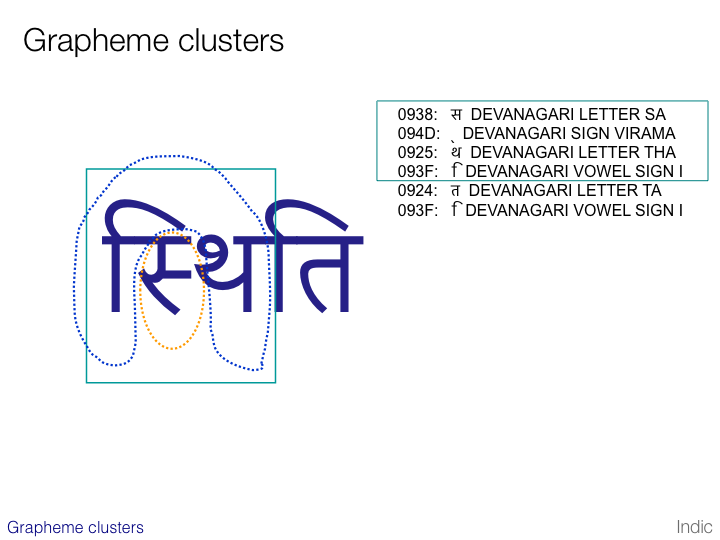 Grapheme clusters
स्थिति
0938: स DEVANAGARI LETTER SA
094D: ् DEVANAGARI SIGN VIRAMA
0925: थ DEVANAGARI LETTER THA
093F: ि DEVANAGARI VOWEL SIGN I
0924: त DEVANAGARI LETTER TA
093F: ि DEVANAGARI VOWEL SIGN I
Grapheme clusters
Indic